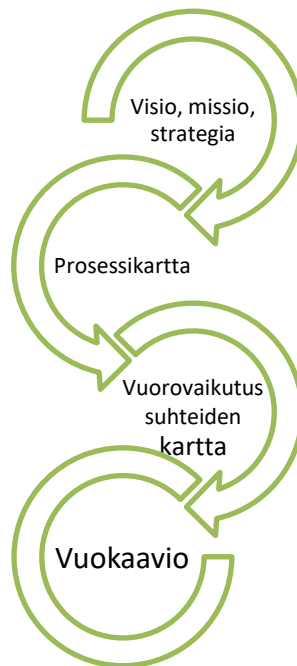 Visio, missio,
strategia
Prosessikartta
Vuorovaikutus
suhteiden
kartta
Vuokaavio